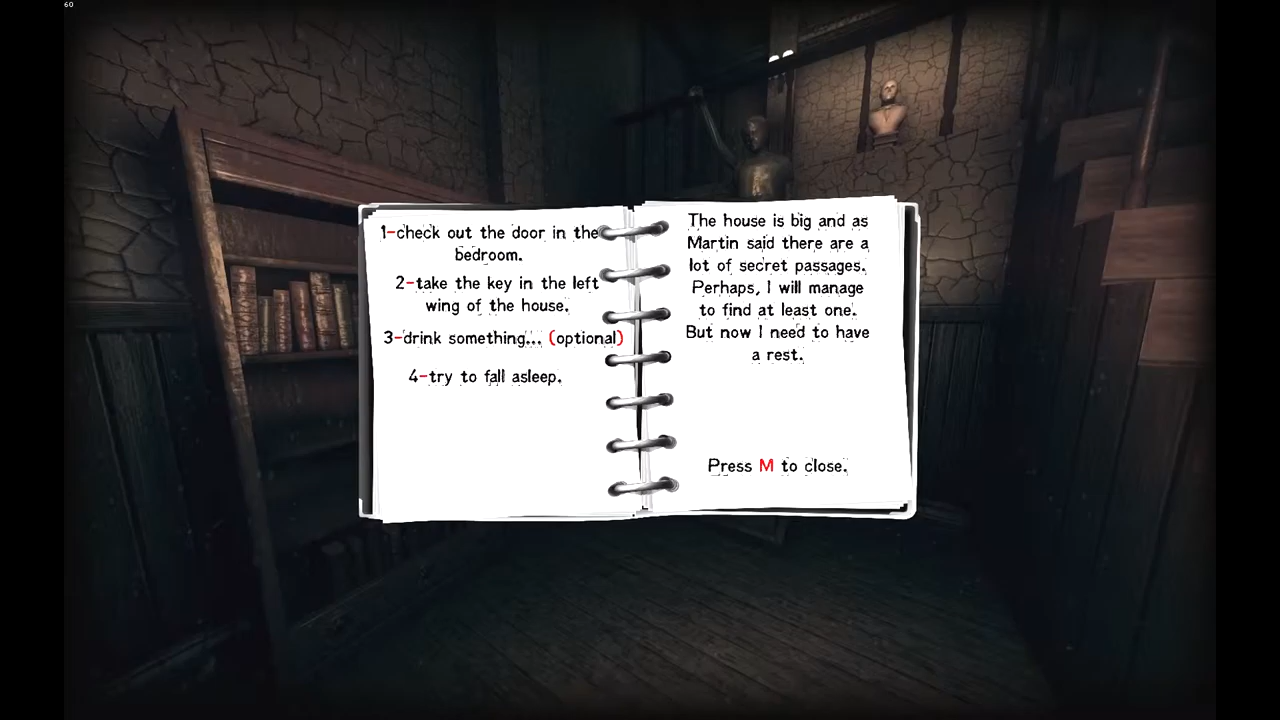 60
1-check out the door in the
bedroom.
2-take the key in the left
wing of the house.
3-drink something... (optional)
4-try to fall asleep.
The house is big and as
Martin said there are a
lot of secret passages.
Perhaps, I will manage
to find at least one.
But now I need to have
a rest.
Press M to close.